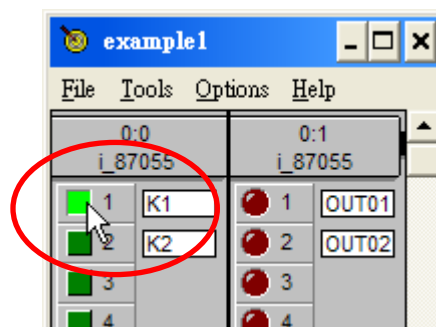 example1
File Tools Options Help
0:0 0:1
i_87055 i_87055
1 K1 1 OUT01
2 K2 2 OUT02
3 3
4 4